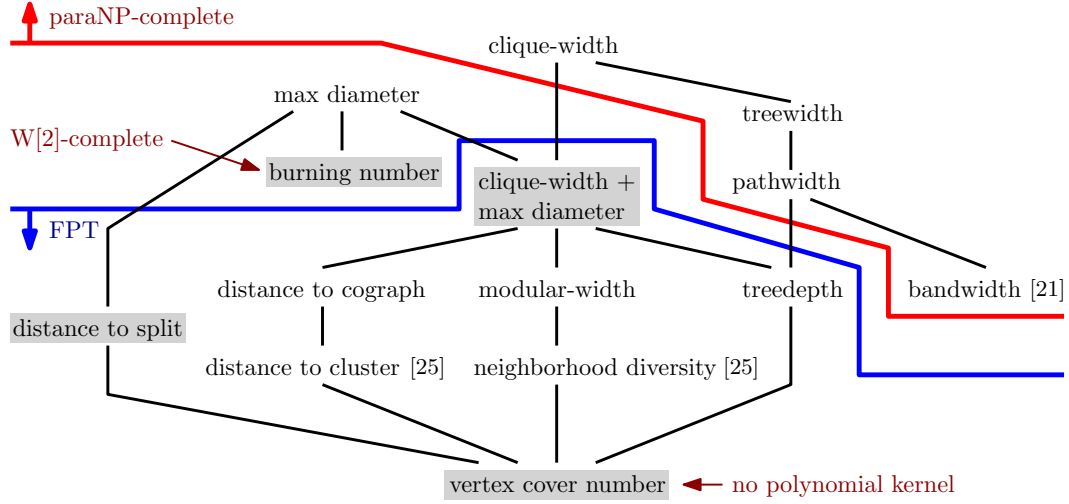 paraNP-complete
clique-width
max diameter
treewidth
W[2]-complete
burning number
clique-width +
max diameter
pathwidth
FPT
distance to cograph
modular-width
treedepth
bandwidth [21]
distance to split
distance to cluster [25]
neighborhood diversity [25]
vertex cover number
no polynomial kernel